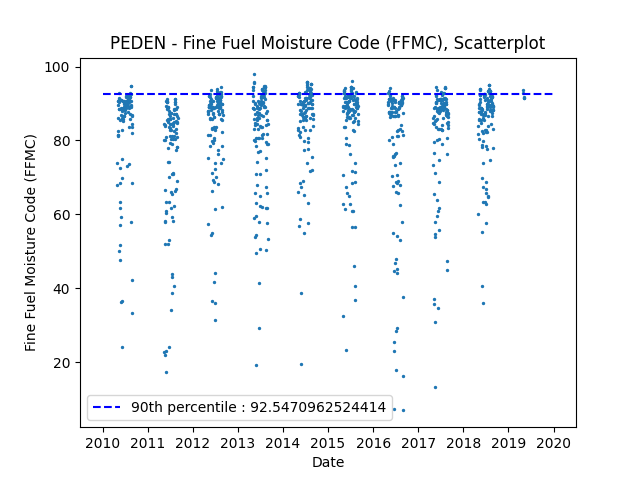 PEDEN - Fine Fuel Moisture Code (FFMC), Scatterplot
100
80
60
40
20
Fine Fuel Moisture Code (FFMC)
90th percentile : 92.5470962524414
2010 2011 2012 2013 2014 2015 2016 2017 2018 2019 2020
Date